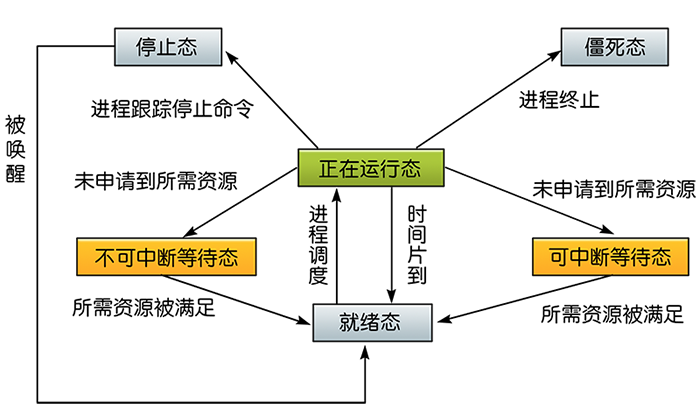 停止态
僵死态
进程跟踪停止命令
进程终止
被唤醒
正在运行态
未申请到所需资源
未申请到所需资源
进程调度
时间片到
不可中断等待态
可中断等待态
所需资源被满足
就绪态
所需资源被满足